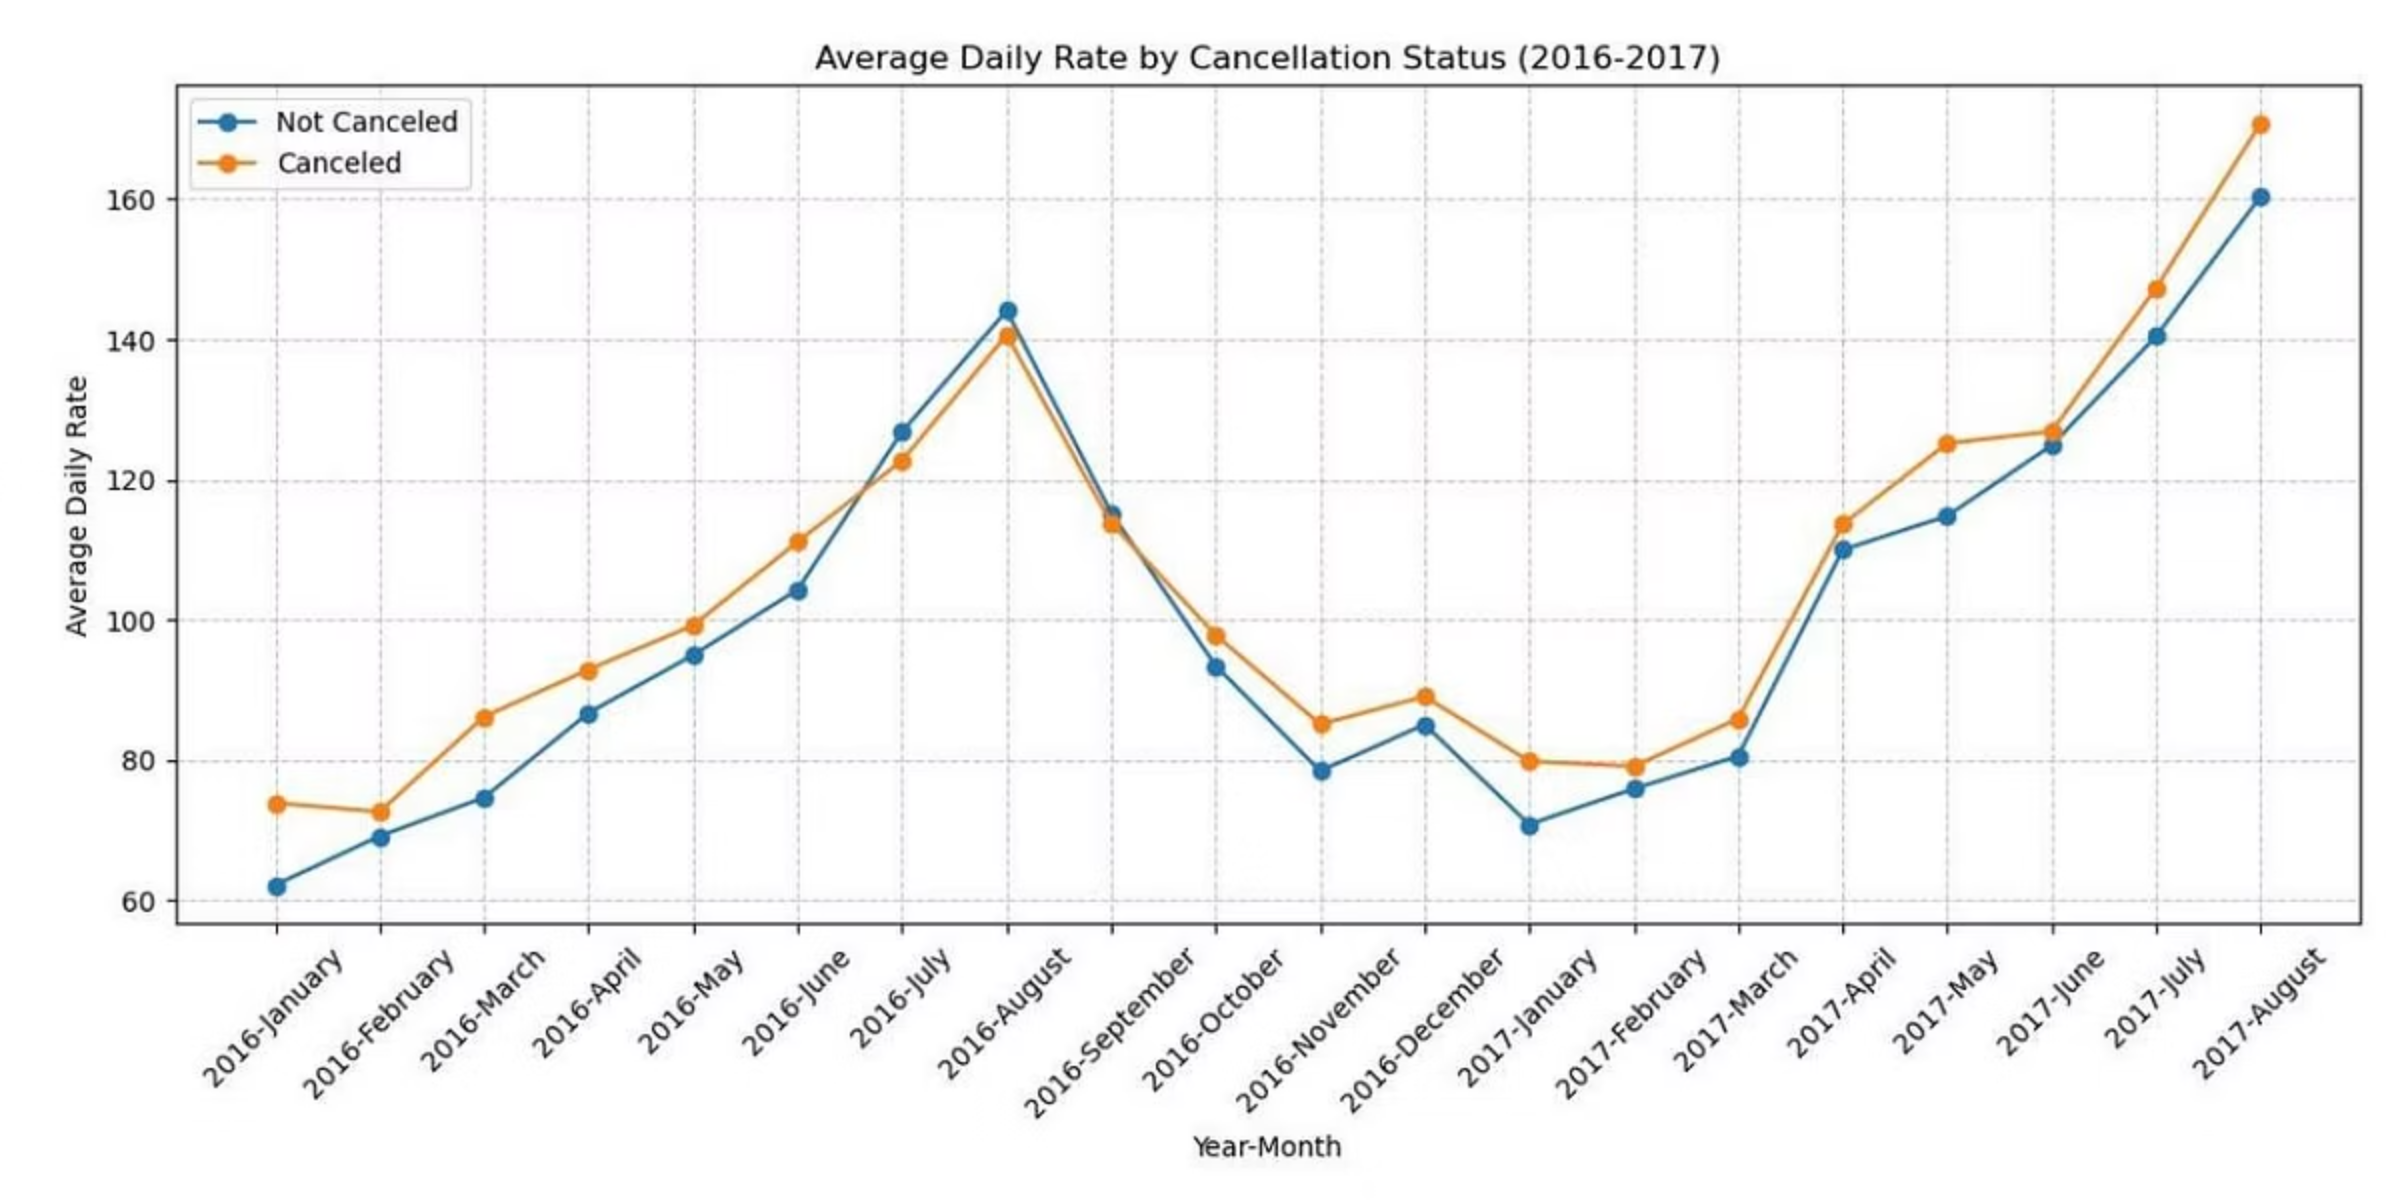 Average Daily Rate by Cancellation Status (2016-2017)
Not Canceled
Canceled
160
140
120
100
80
60
Average Daily Rate
2016-January
2016-February
2016-March
2016-April
2016-May
2016-June
2016-July
2016-August
2016-September
2016-October
2016-November
2016-December
2017-January
2017-February
2017-March
2017-April
2017-May
2017-June
2017-July
2017-August
Year-Month